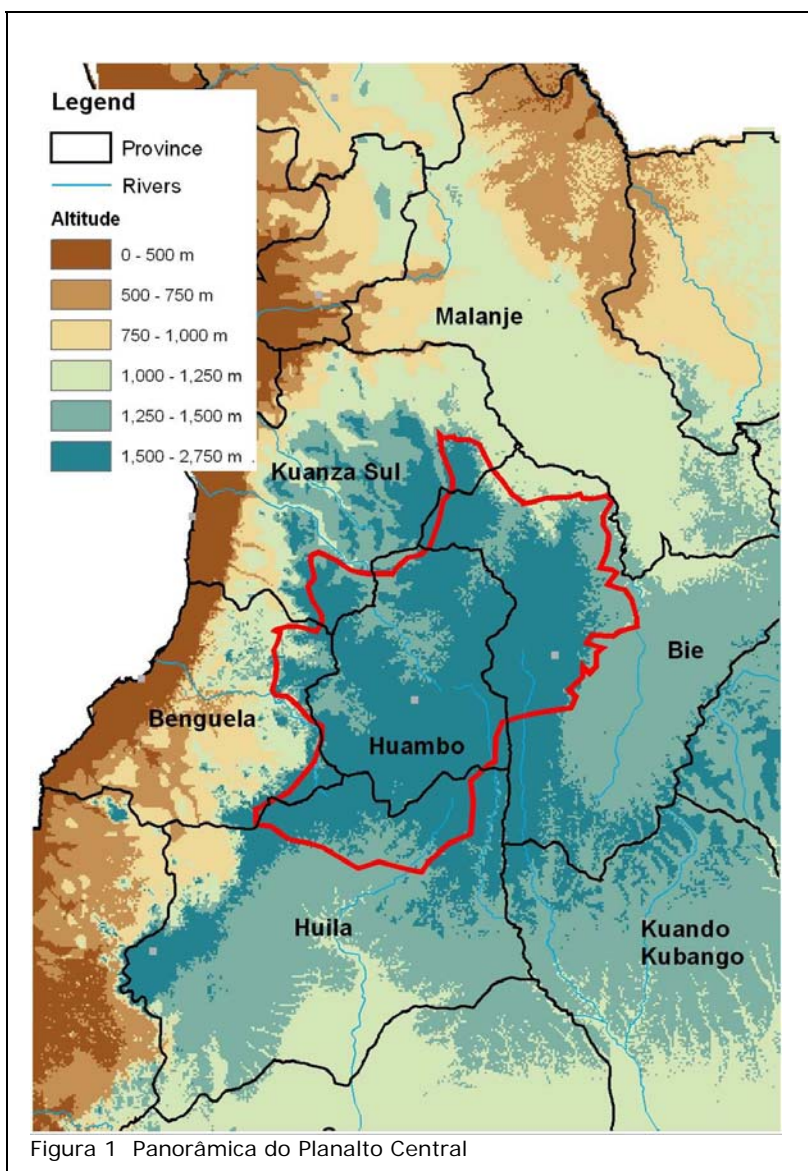 Legend
Province
Rivers
Altitude
0 - 500 m
500 - 750 m
750 - 1,000 m
1,000 - 1,250 m
1,250 - 1,500 m
1,500 - 2,750 m
Malanje
Kuanza Sul
Bie
Benguela
Huambo
Huila
Kuando
Kubango
Figura 1 Panorâmica do Planalto Central